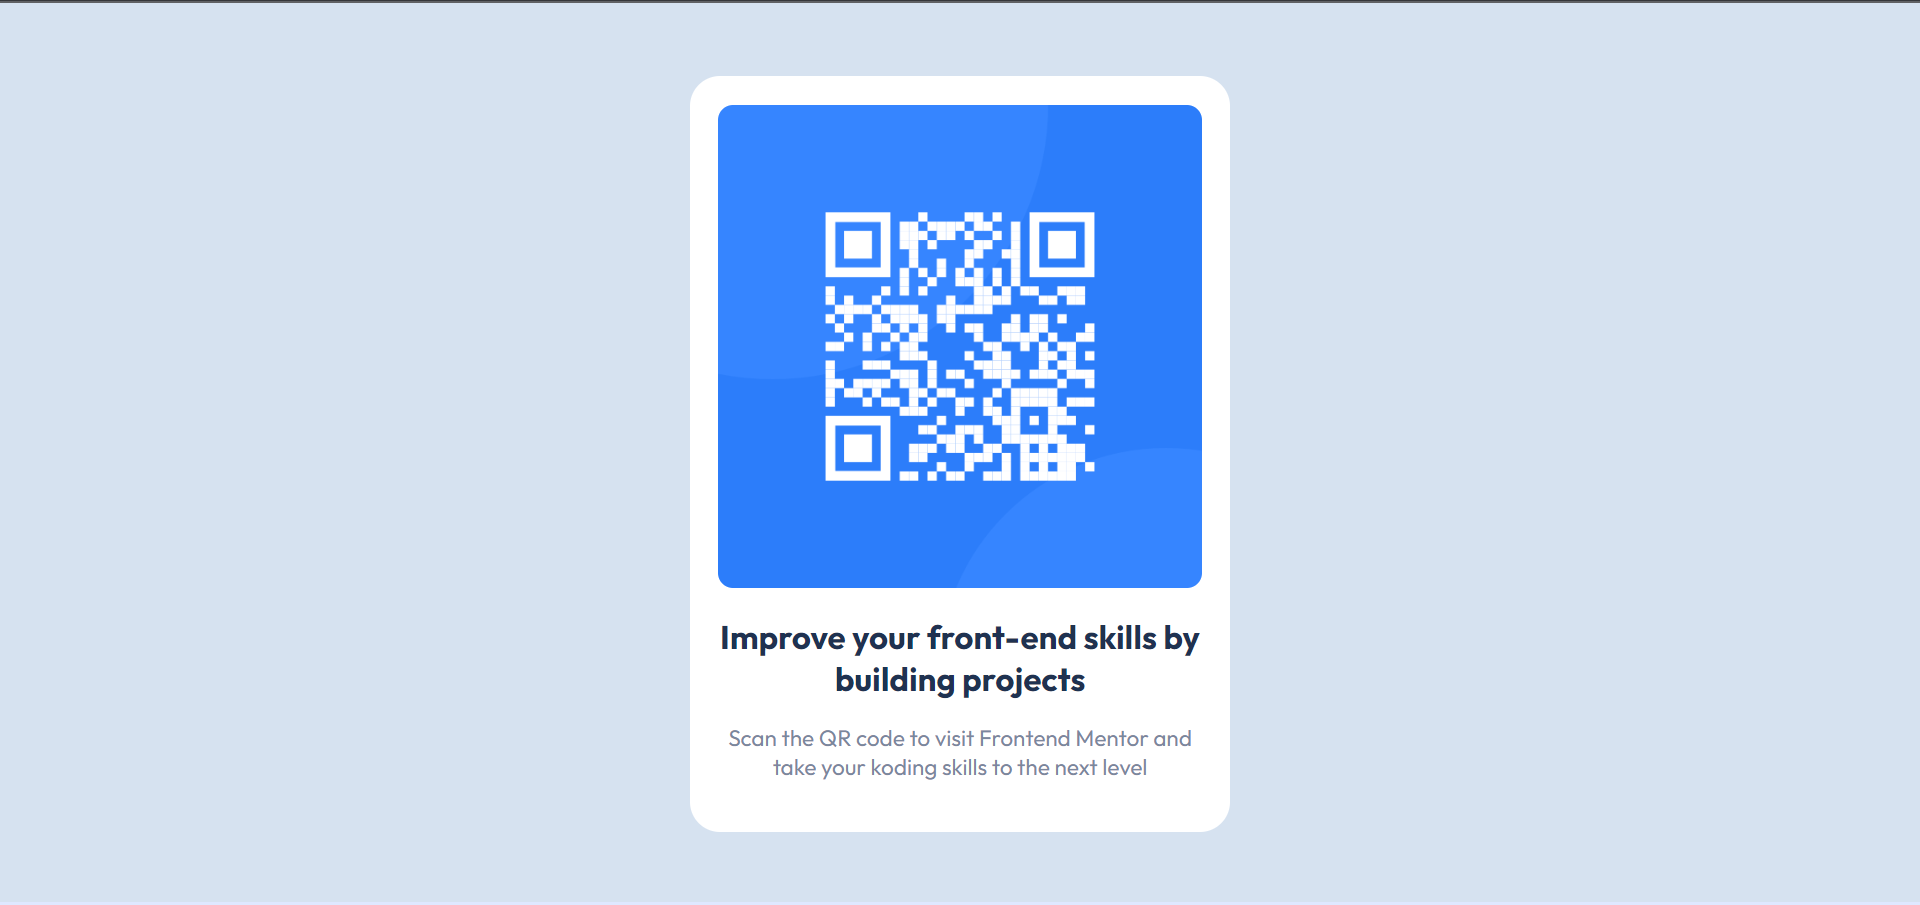 Improve your front-end skills by
building projects
Scan the QR code to visit Frontend Mentor and
take your koding skills to the next level